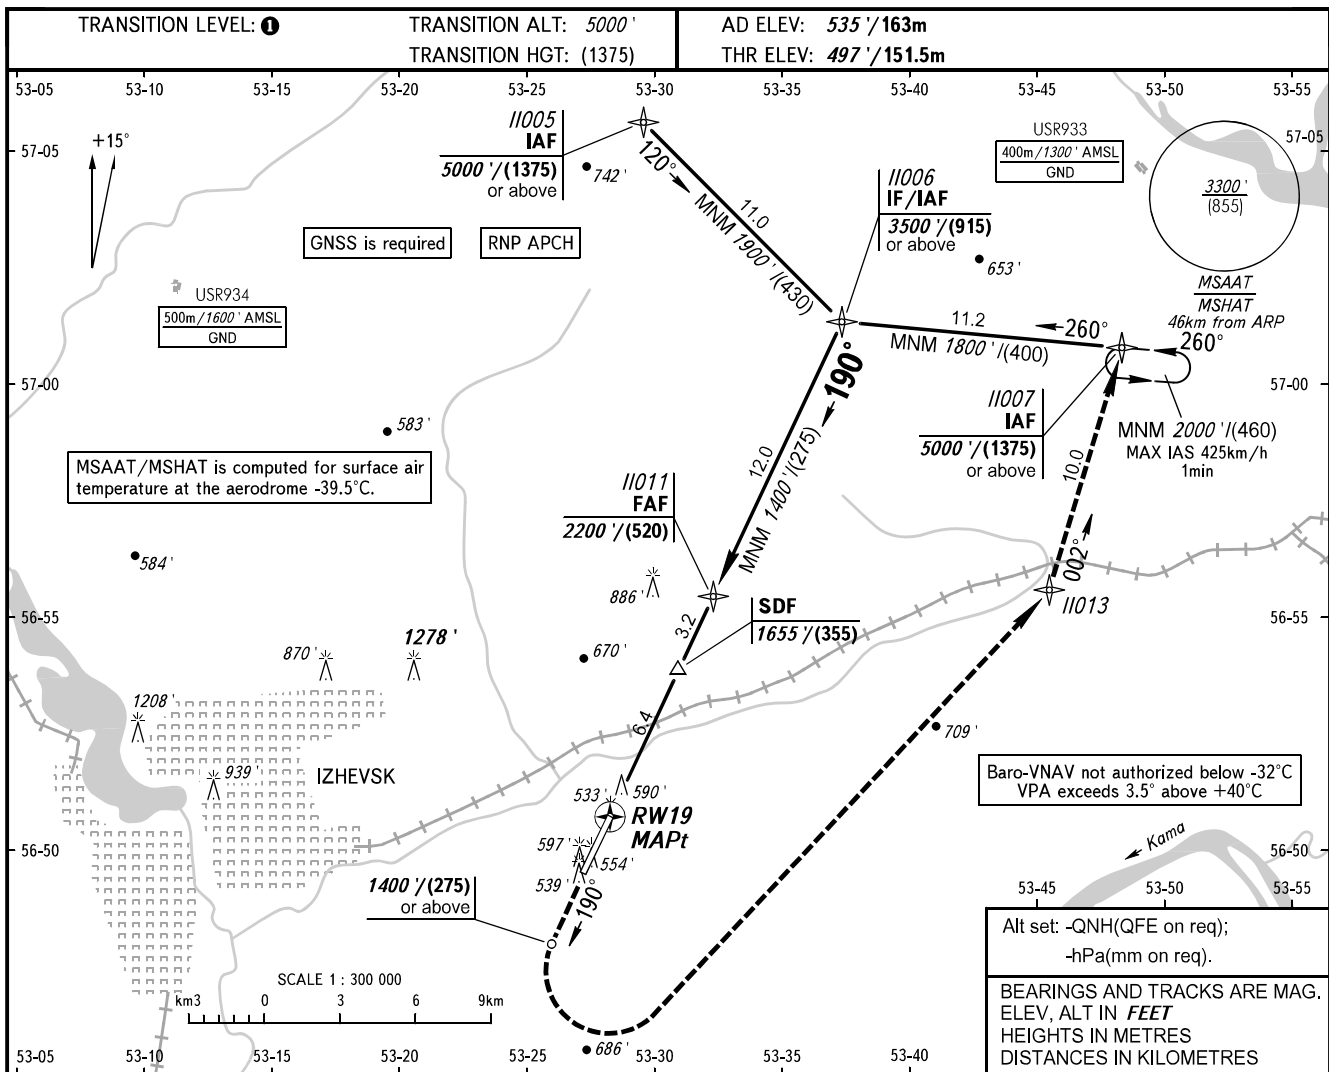 TRANSITION LEVEL: ❶
TRANSITION ALT: 5000 '
TRANSITION HGT: (1375)
AD ELEV: 535 '/163m
THR ELEV: 497 '/151.5m
53-05 53-10 53-15 53-20 53-30 53-35 53-40 53-45 53-50 53-55
+15°
II005
IAF
5000 '/(1375)
or above
742 '
120°
11.0
MNM 1900 '/(430)
II006
IF/IAF
3500 '/(915)
or above
653 '
USR933
400m/1300 ' AMSL
GND
57-05
57-05
3300 '
(855)
MSAAT
MSHAT
46km from ARP
GNSS is required
RNP APCH
USR934
500m/1600 ' AMSL
GND
11.2
260°
260°
MNM 1800 '/(400)
57-00
57-00
190°
II007
IAF
5000 '/(1375)
or above
MNM 2000 '/(460)
MAX IAS 425km/h
1min
583 '
MSAAT/MSHAT is computed for surface air
temperature at the aerodrome -39.5°C.
12.0
MNM 1400 '/(275)
10.0
002°
II011
FAF
2200 '/(520)
584 '
886 '
II013
56-55
56-55
SDF
1655 '/(355)
3.2
1278 '
870 '
670 '
1208 '
6.4
709 '
939 '
IZHEVSK
Baro-VNAV not authorized below -32°C
VPA exceeds 3.5° above +40°C
533 '
590 '
RW19
MAPt
597 '
554 '
539 '
56-50
56-50
Kama
1400 '/(275)
or above
190°
53-45 53-50 53-55
Alt set: -QNH(QFE on req);
-hPa(mm on req).
SCALE 1 : 300 000
km3 0 3 6 9km
686 '
BEARINGS AND TRACKS ARE MAG.
ELEV, ALT IN FEET
HEIGHTS IN METRES
DISTANCES IN KILOMETRES
53-05 53-10 53-15 53-20 53-25 53-30 53-35 53-40